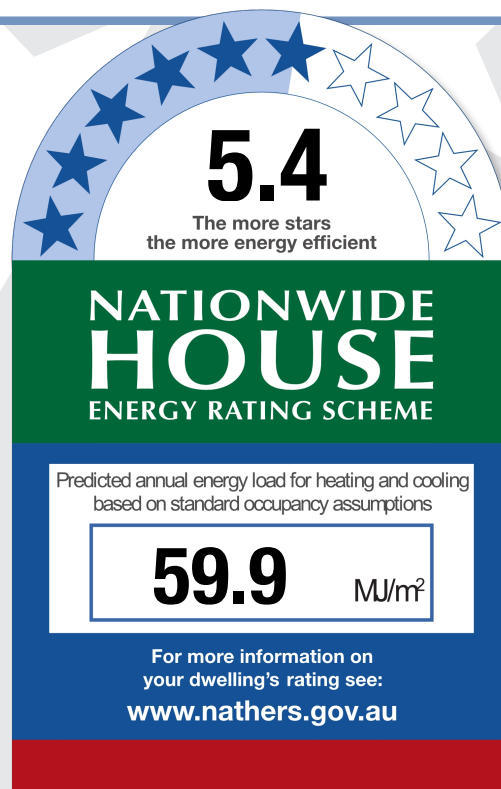 5.4
The more stars
the more energy efficient
NATIONWIDE
HOUSE
ENERGY RATING SCHEME
Predicted annual energy load for heating and cooling
based on standard occupancy assumptions
59.9 MJ/m²
For more information on
your dwelling's rating see:
www.nathers.gov.au